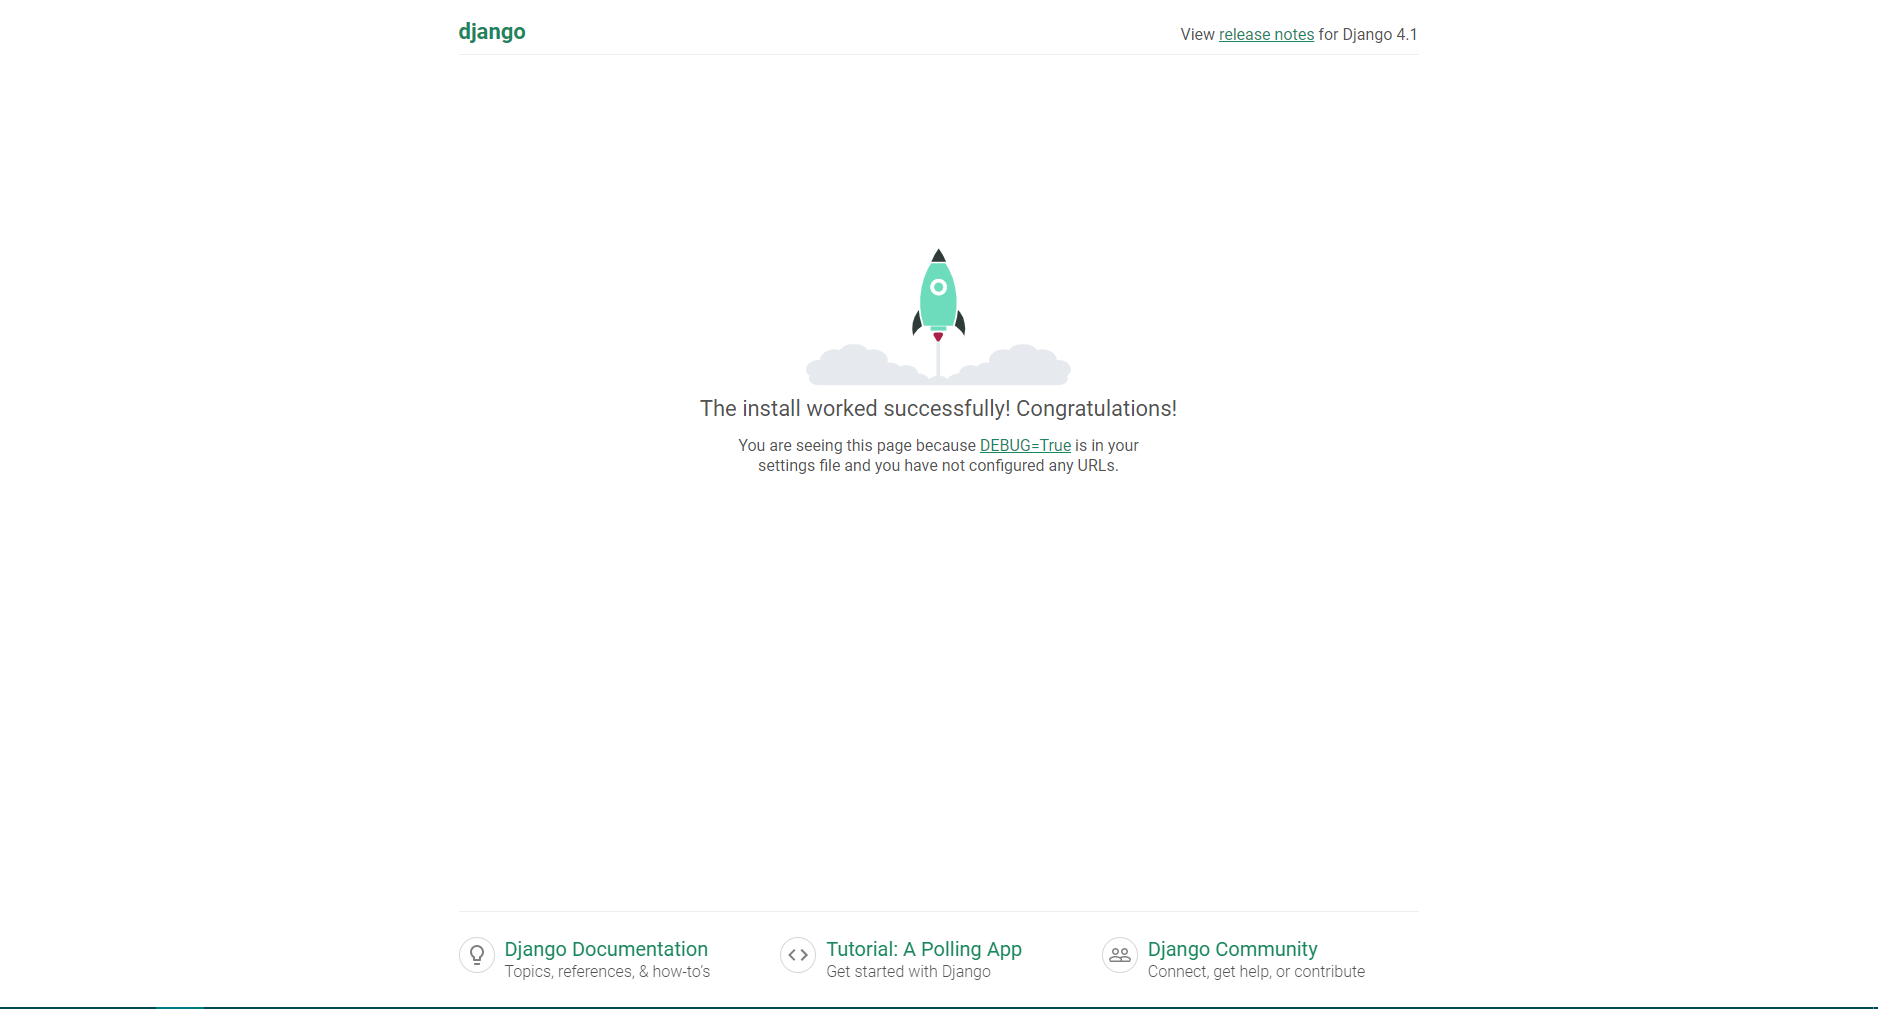 django
View release notes for Django 4.1
The install worked successfully! Congratulations!
You are seeing this page because DEBUG=True is in your
settings file and you have not configured any URLs.
Django Documentation
Topics, references, & how-to's
Tutorial: A Polling App
Get started with Django
Django Community
Connect, get help, or contribute